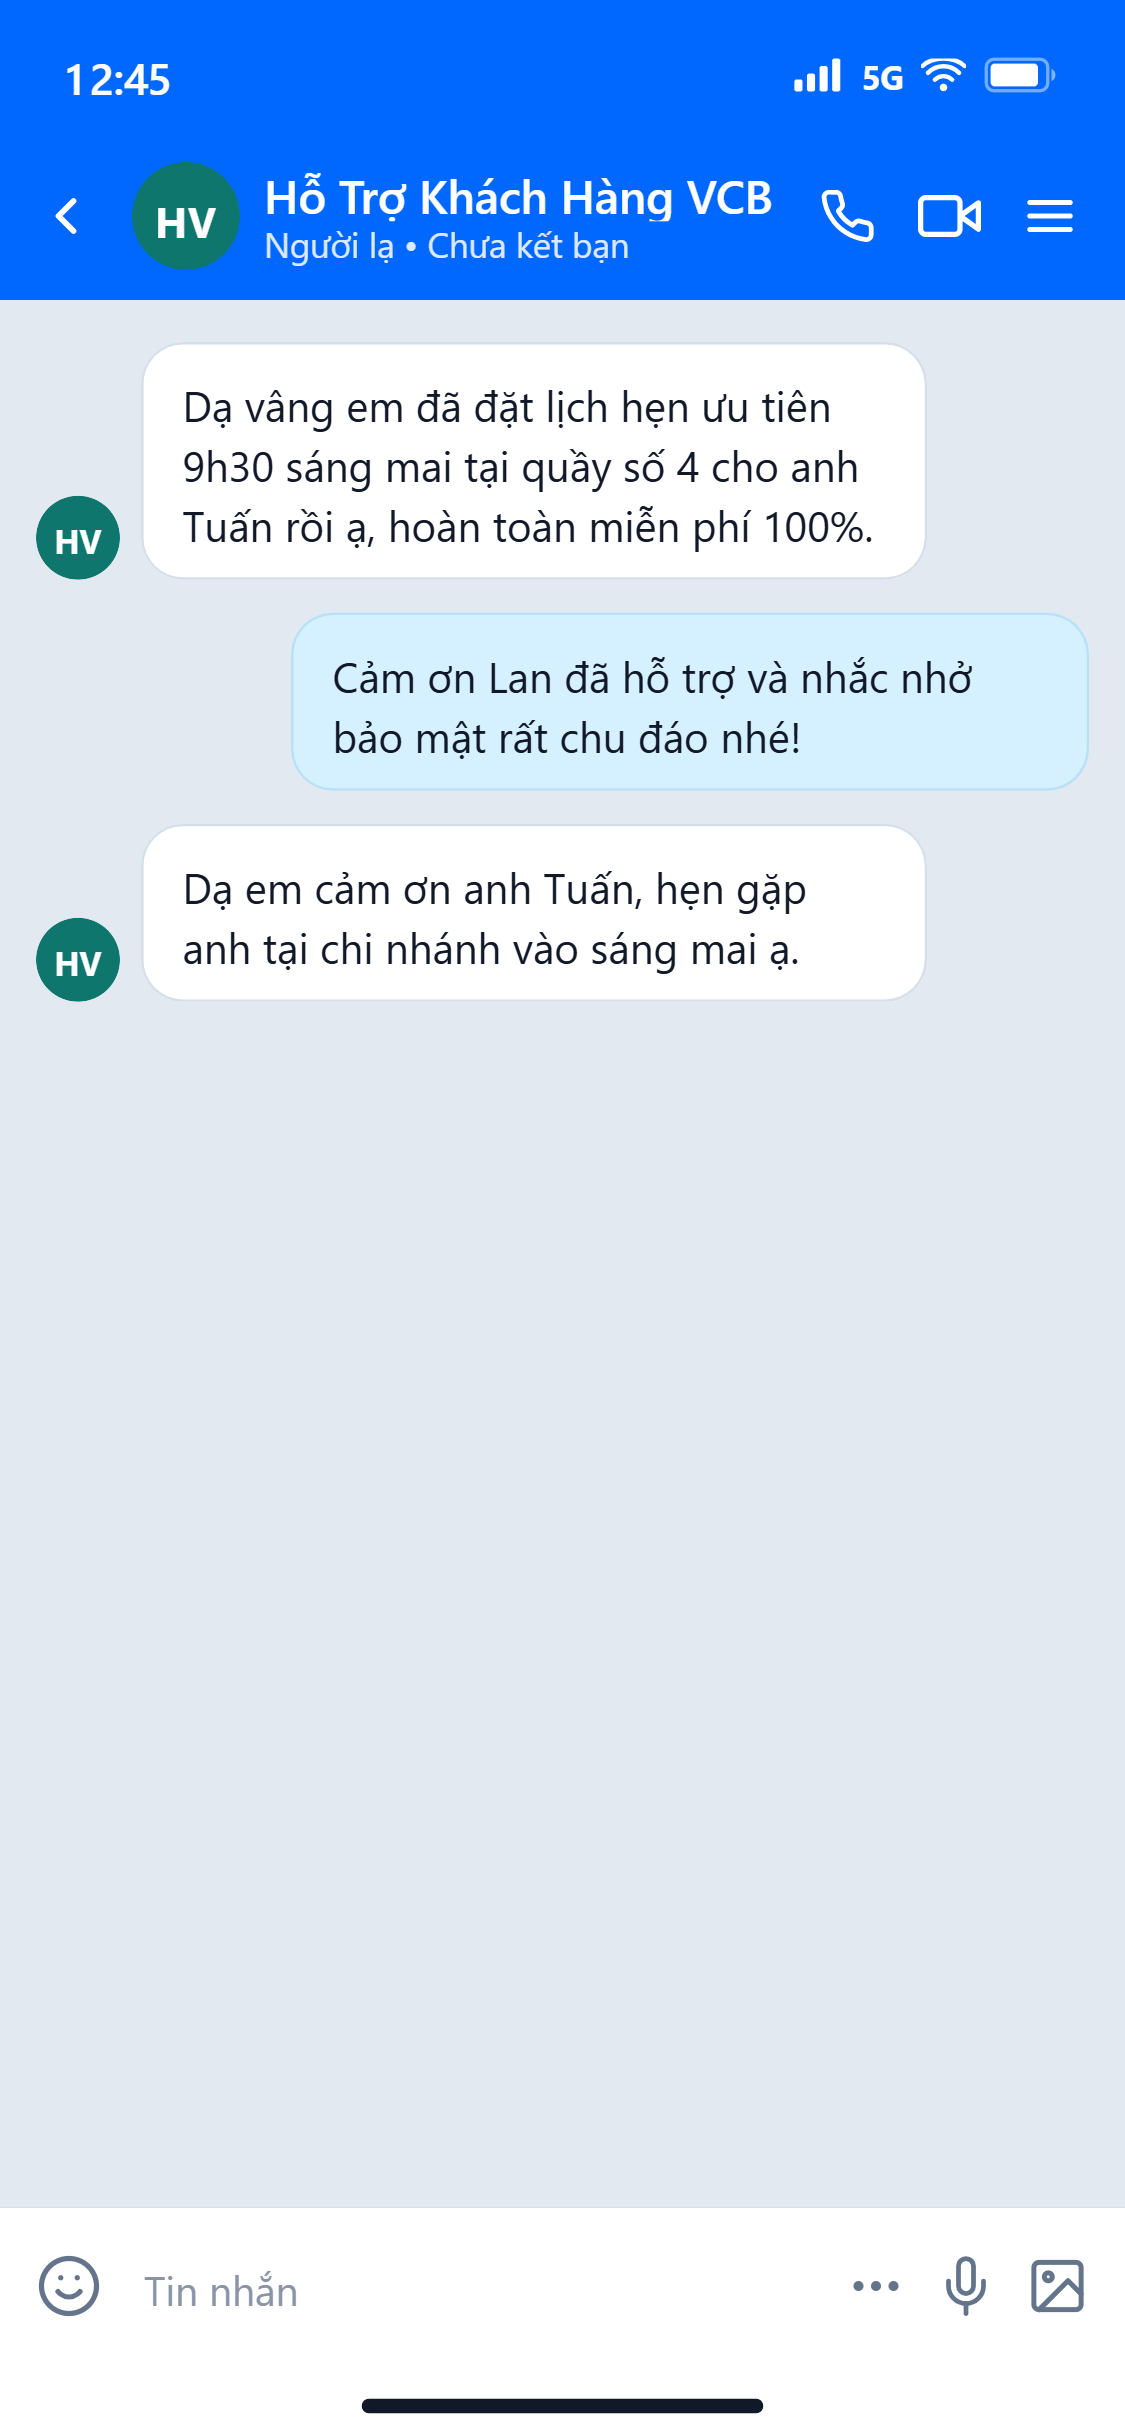 12:45
5G
HV
Hỗ Trợ Khách Hàng VCB
Người lạ • Chưa kết bạn
Dạ vâng em đã đặt lịch hẹn ưu tiên
9h30 sáng mai tại quầy số 4 cho anh
Tuấn rồi ạ, hoàn toàn miễn phí 100%.
HV
Cảm ơn Lan đã hỗ trợ và nhắc nhở
bảo mật rất chu đáo nhé!
Dạ em cảm ơn anh Tuấn, hẹn gặp
anh tại chi nhánh vào sáng mai ạ.
HV
Tin nhắn